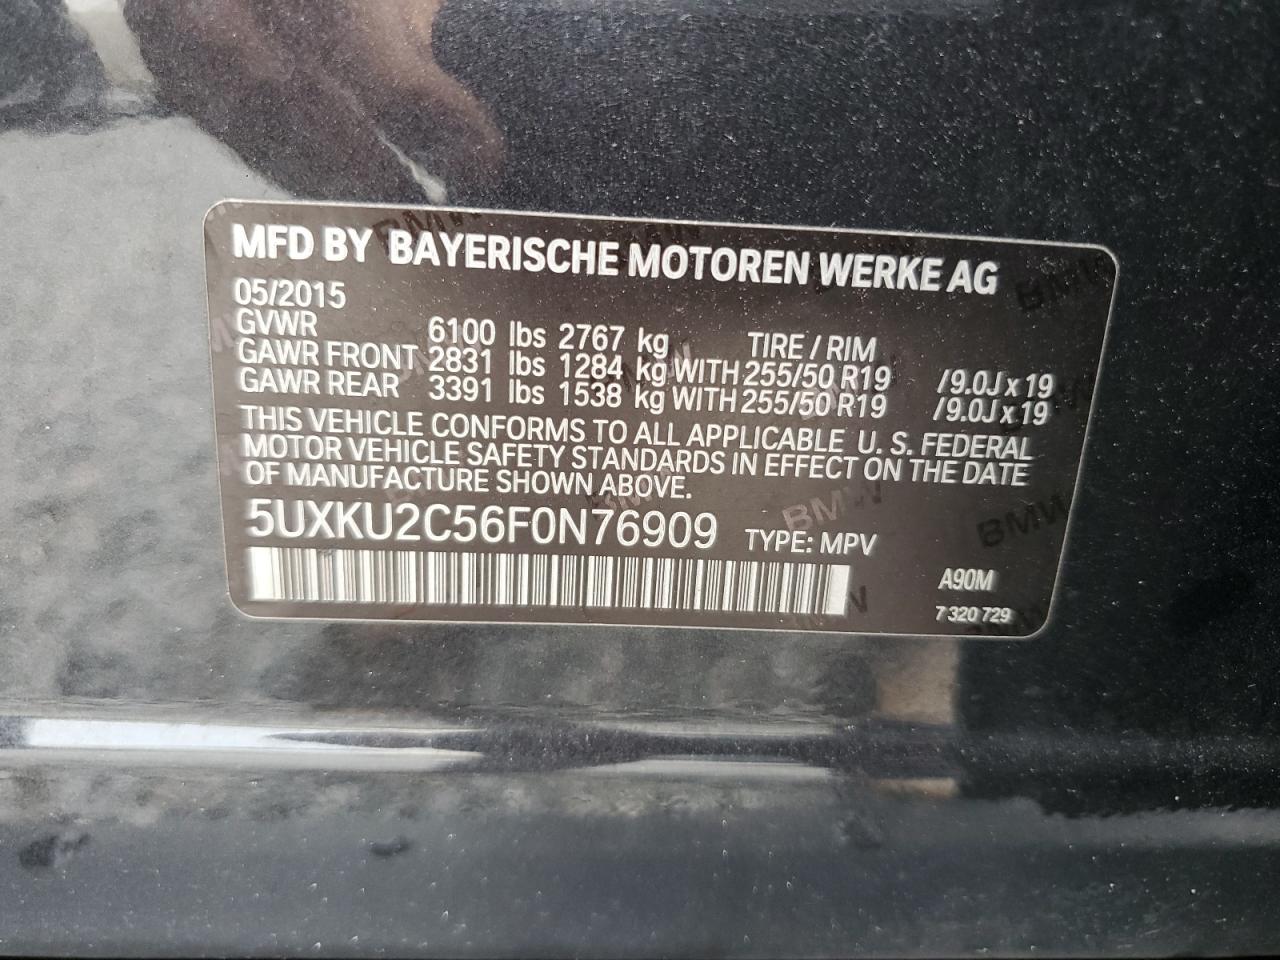 MFD BY BAYERISCHE MOTOREN WERKE AG
05/2015
GVWR 6100 lbs 2767 kg TIRE / RIM
GAWR FRONT 2831 lbs 1284 kg WITH 255/50 R19 /9.0J x 19
GAWR REAR 3391 lbs 1538 kg WITH 255/50 R19 /9.0J x 19
THIS VEHICLE CONFORMS TO ALL APPLICABLE U. S. FEDERAL
MOTOR VEHICLE SAFETY STANDARDS IN EFFECT ON THE DATE
OF MANUFACTURE SHOWN ABOVE.
5UXKU2C56F0N76909 TYPE: MPV
A90M
7 320 729